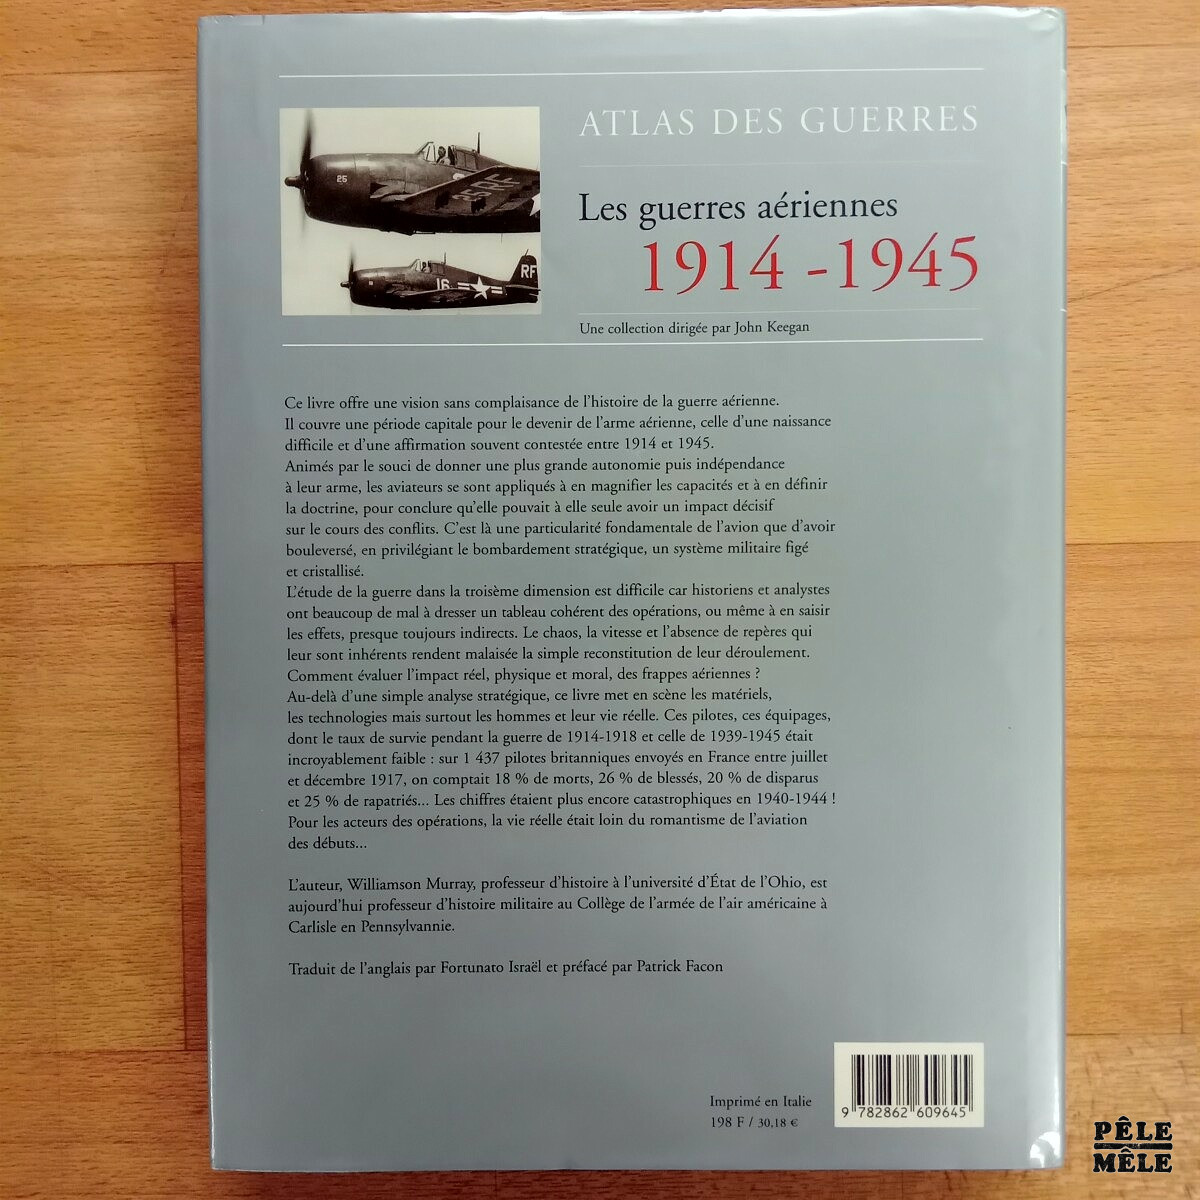 ATLAS DES GUERRES
Les guerres aériennes
1914 -1945
Une collection dirigée par John Keegan
25
25 RF
16
RF
Ce livre offre une vision sans complaisance de l'histoire de la guerre aérienne.
Il couvre une période capitale pour le devenir de l'arme aérienne, celle d'une naissance
difficile et d'une affirmation souvent contestée entre 1914 et 1945.
Animés par le souci de donner une plus grande autonomie puis indépendance
à leur arme, les aviateurs se sont appliqués à en magnifier les capacités et à en définir
la doctrine, pour conclure qu'elle pouvait à elle seule avoir un impact décisif
sur le cours des conflits. C'est là une particularité fondamentale de l'avion que d'avoir
bouleversé, en privilégiant le bombardement stratégique, un système militaire figé
et cristallisé.
L'étude de la guerre dans la troisème dimension est difficile car historiens et analystes
ont beaucoup de mal à dresser un tableau cohérent des opérations, ou même à en saisir
les effets, presque toujours indirects. Le chaos, la vitesse et l'absence de repères qui
leur sont inhérents rendent malaisée la simple reconstitution de leur déroulement.
Comment évaluer l'impact réel, physique et moral, des frappes aériennes ?
Au-delà d'une simple analyse stratégique, ce livre met en scène les matériels,
les technologies mais surtout les hommes et leur vie réelle. Ces pilotes, ces équipages,
dont le taux de survie pendant la guerre de 1914-1918 et celle de 1939-1945 était
incroyablement faible : sur 1 437 pilotes britanniques envoyés en France entre juillet
et décembre 1917, on comptait 18 % de morts, 26 % de blessés, 20 % de disparus
et 25 % de rapatriés... Les chiffres étaient plus encore catastrophiques en 1940-1944 !
Pour les acteurs des opérations, la vie réelle était loin du romantisme de l'aviation
des débuts...
L'auteur, Williamson Murray, professeur d'histoire à l'université d'État de l'Ohio, est
aujourd'hui professeur d'histoire militaire au Collège de l'armée de l'air américaine à
Carlisle en Pennsylvannie.
Traduit de l'anglais par Fortunato Israël et préfacé par Patrick Facon
Imprimé en Italie
198 F / 30,18 €
9 782862 609645
PÊLE
MÊLE